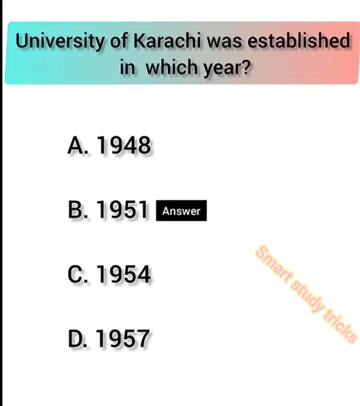 University of Karachi was established
in which year?
A. 1948
B. 1951 Answer
C. 1954
Smart study tricks
D. 1957